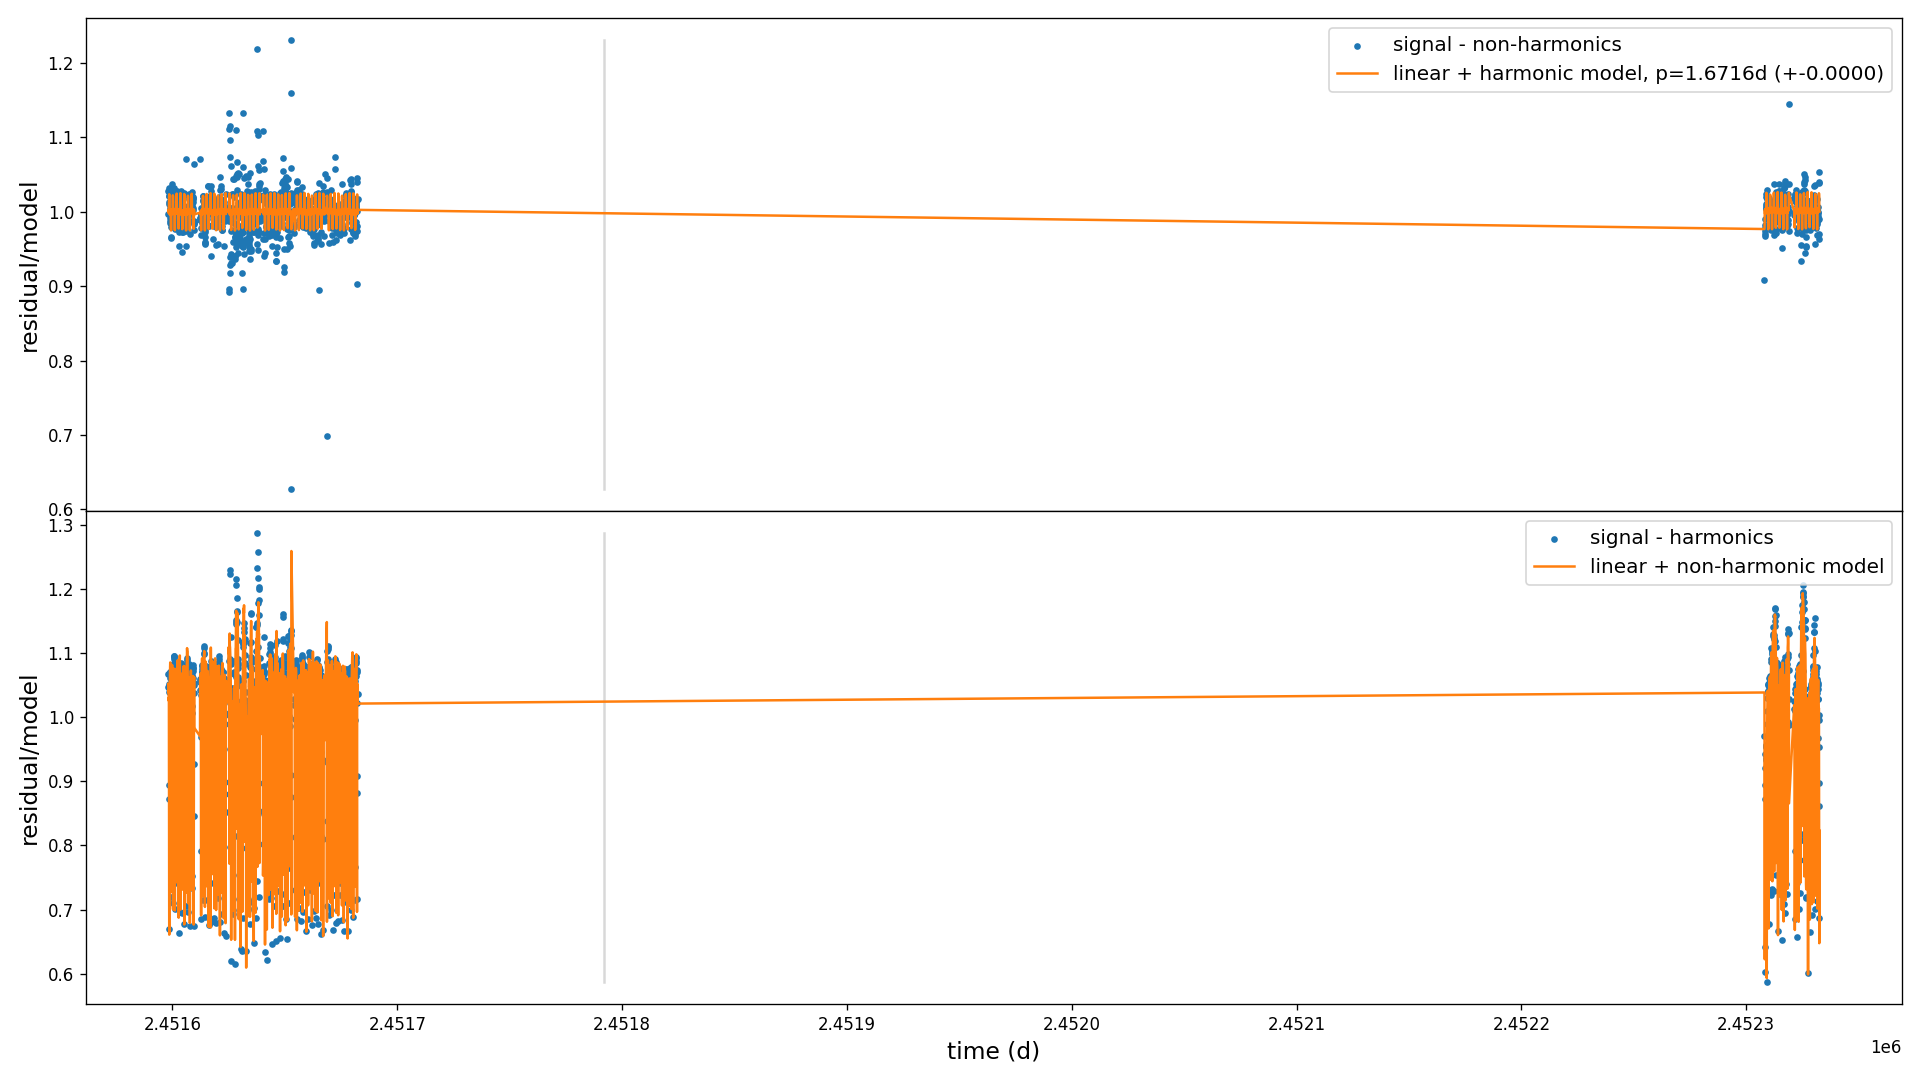 signal - non-harmonics
linear + harmonic model, p=1.6716d (+-0.0000)
1.2
1.1
1.0
0.9
0.8
0.7
0.6
residual/model
signal - harmonics
linear + non-harmonic model
1.3
1.2
1.1
1.0
0.9
0.8
0.7
0.6
residual/model
2.4516 2.4517 2.4518 2.4519 2.4520 2.4521 2.4522 2.4523
1e6
time (d)